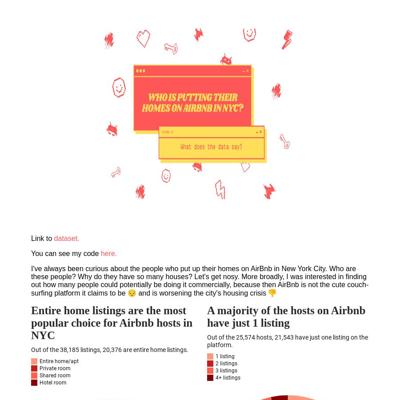 WHO IS PUTTING THEIR
HOMES ON AIRBNB IN NYC?
What does the data say?
Link to dataset.
You can see my code here.
I've always been curious about the people who put up their homes on AirBnb in New York City. Who are
these people? Why do they have so many houses? Let's get nosy. More broadly, I was interested in finding
out how many people could potentially be doing it commercially, because then AirBnb is not the cute couch-
surfing platform it claims to be 😔 and is worsening the city's housing crisis 👎
Entire home listings are the most
popular choice for Airbnb hosts in
NYC
Out of the 38,185 listings, 20,376 are entire home listings.
Entire home/apt
Private room
Shared room
Hotel room
A majority of the hosts on Airbnb
have just 1 listing
Out of the 25,574 hosts, 21,543 have just one listing on the
platform.
1 listing
2 listings
3 listings
4+ listings